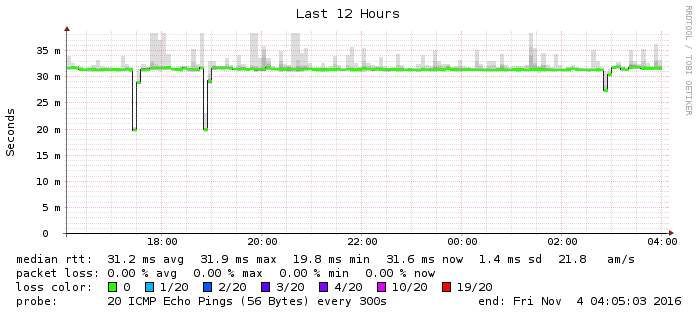 Last 12 Hours
RRDTOOL / TOBI OETIKER
Seconds
35 m
30 m
25 m
20 m
15 m
10 m
5 m
0
18:00 20:00 22:00 00:00 02:00 04:00
median rtt: 31.2 ms avg 31.9 ms max 19.8 ms min 31.6 ms now 1.4 ms sd 21.8 am/s
packet loss: 0.00 % avg 0.00 % max 0.00 % min 0.00 % now
loss color: 0 1/20 2/20 3/20 4/20 10/20 19/20
probe: 20 ICMP Echo Pings (56 Bytes) every 300s end: Fri Nov 4 04:05:03 2016